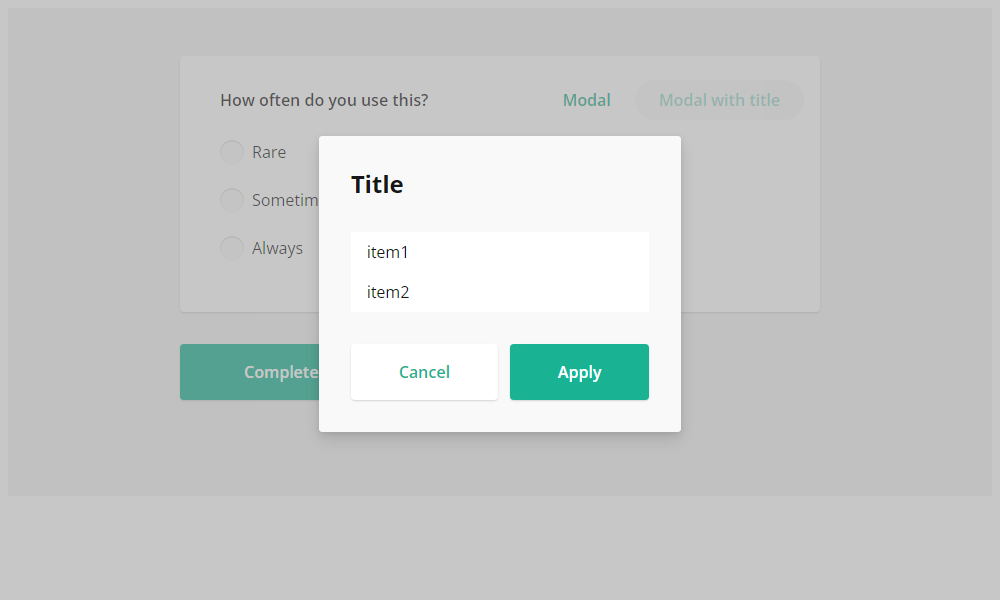 How often do you use this?
Modal
Modal with title
Rare
Sometim
Always
Title
item1
item2
Complete
Cancel
Apply